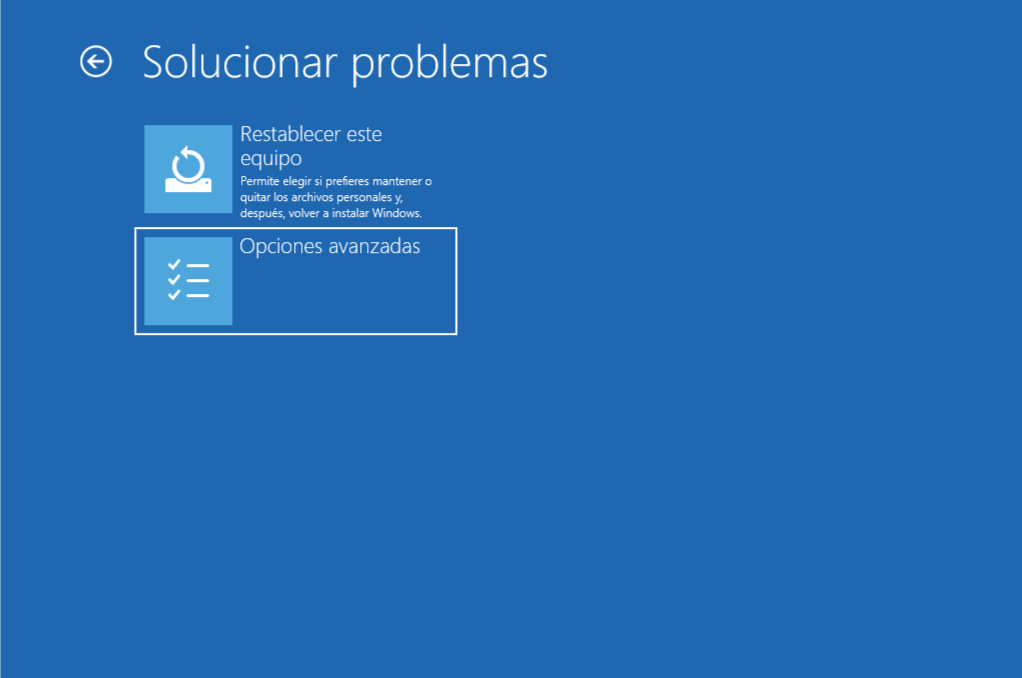 Solucionar problemas
Restablecer este
equipo
Permite elegir si prefieres mantener o
quitar los archivos personales y,
después, volver a instalar Windows.
Opciones avanzadas